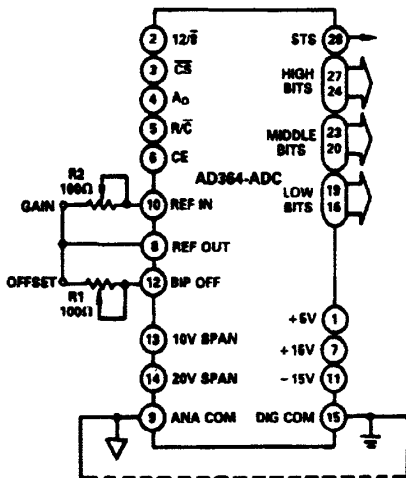 2 12/8̅
3 C̅S̅
4 A₀
5 R/C̅
6 CE
AD364-ADC
R2
100Ω
GAIN
10 REF IN
8 REF OUT
OFFSET
12 BIP OFF
R1
100Ω
13 10V SPAN
14 20V SPAN
9 ANA COM
STS 28
HIGH
BITS
27
24
MIDDLE
BITS
23
20
LOW
BITS
19
16
+5V 1
+15V 7
-15V 11
DIG COM 15